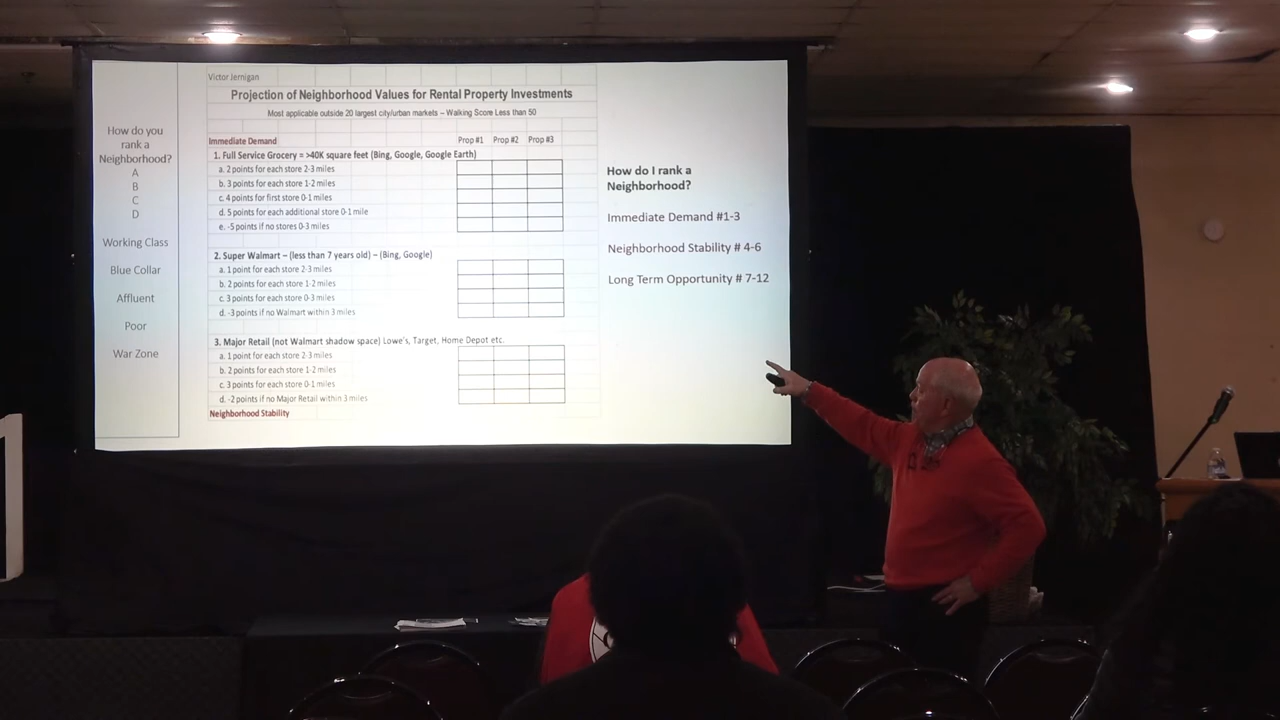 How do you
rank a
Neighborhood?
A
B
C
D
Working Class
Blue Collar
Affluent
Poor
War Zone
Victor Jernigan
Projection of Neighborhood Values for Rental Property Investments
Most applicable outside 20 largest city/urban markets – Walking Score Less than 50
Immediate Demand Prop #1 Prop #2 Prop #3
1. Full Service Grocery = >40K square feet (Bing, Google, Google Earth)
a. 2 points for each store 2-3 miles
b. 3 points for each store 1-2 miles
c. 4 points for first store 0-1 miles
d. 5 points for each additional store 0-1 mile
e. -5 points if no stores 0-3 miles
2. Super Walmart – (less than 7 years old) – (Bing, Google)
a. 1 point for each store 2-3 miles
b. 2 points for each store 1-2 miles
c. 3 points for each store 0-3 miles
d. -3 points if no Walmart within 3 miles
3. Major Retail (not Walmart shadow space) Lowe's, Target, Home Depot etc.
a. 1 point for each store 2-3 miles
b. 2 points for each store 1-2 miles
c. 3 points for each store 0-1 miles
d. -2 points if no Major Retail within 3 miles
Neighborhood Stability
How do I rank a
Neighborhood?
Immediate Demand #1-3
Neighborhood Stability # 4-6
Long Term Opportunity # 7-12